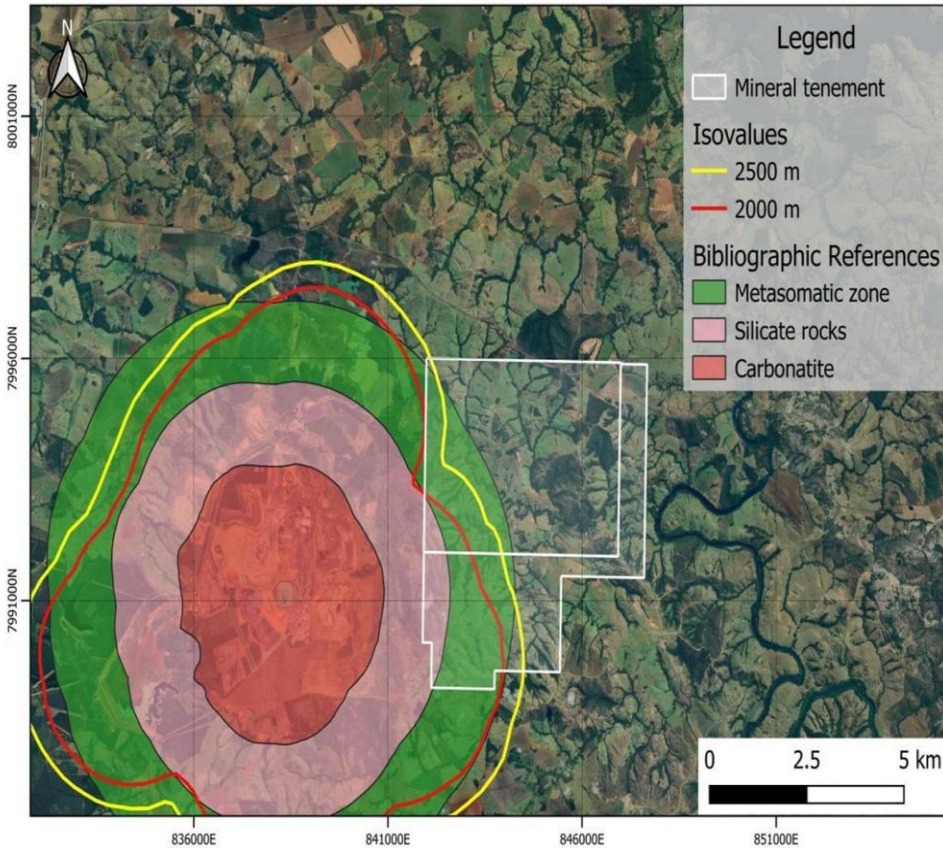 N
Legend
Mineral tenement
Isovalues
2500 m
2000 m
Bibliographic References
Metasomatic zone
Silicate rocks
Carbonatite
8001000N
7996000N
7991000N
0 2.5 5 km
836000E 841000E 846000E 851000E